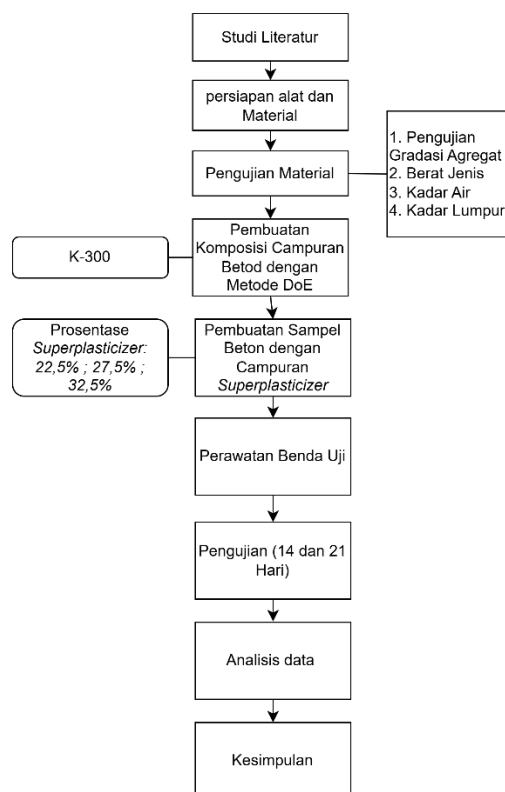 Studi Literatur
persiapan alat dan
Material
Pengujian Material
1. Pengujian
Gradasi Agregat
2. Berat Jenis
3. Kadar Air
4. Kadar Lumpur
Pembuatan
Komposisi Campuran
Betod dengan
Metode DoE
K-300
Prosentase
Superplasticizer:
22,5% ; 27,5% ;
32,5%
Pembuatan Sampel
Beton dengan
Campuran
Superplasticizer
Perawatan Benda Uji
Pengujian (14 dan 21
Hari)
Analisis data
Kesimpulan